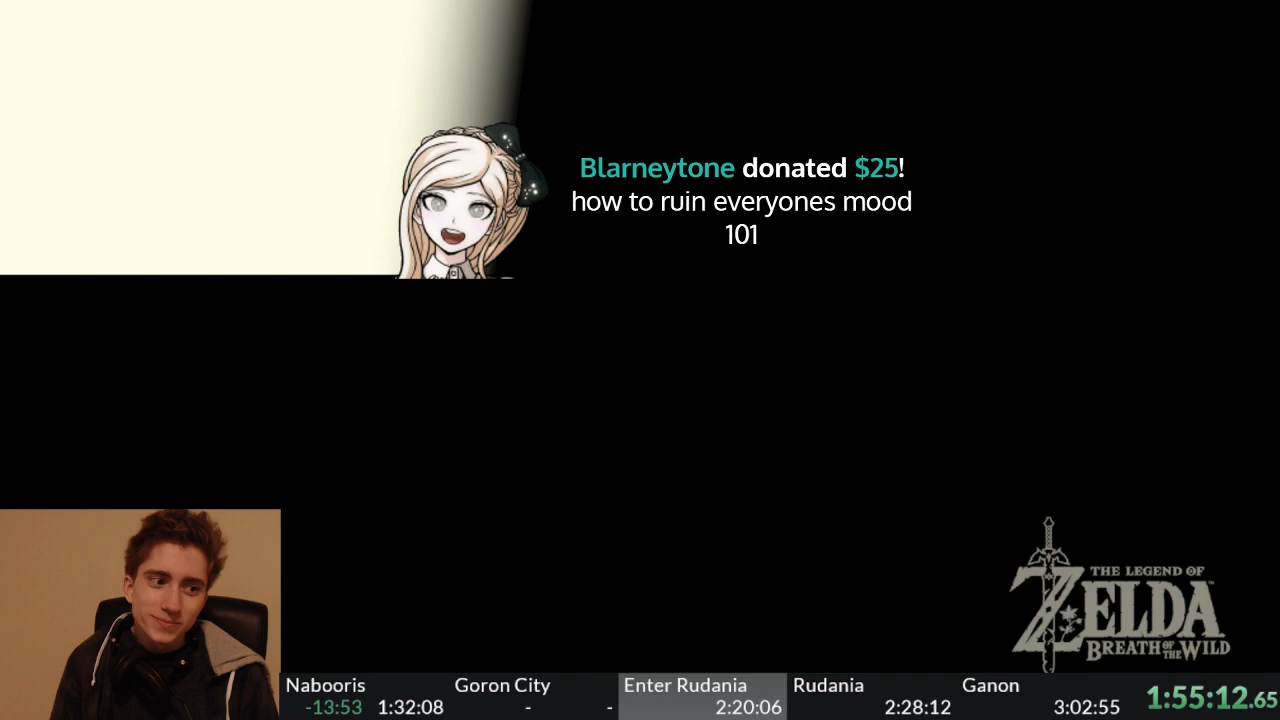 Blarneytone donated $25!
how to ruin everyones mood
101
THE LEGEND OF
ZELDA
BREATH OF THE WILD
Nabooris Goron City Enter Rudania Rudania Ganon
-13:53 1:32:08 - - 2:20:06 2:28:12 3:02:55 1:55:12.65